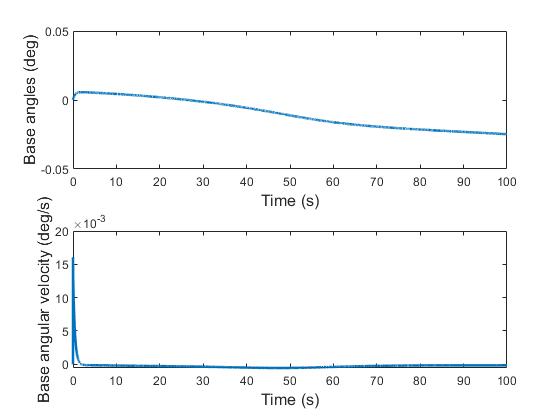 0.05
0
-0.05
Base angles (deg)
0 10 20 30 40 50 60 70 80 90 100
Time (s)
×10-3
20
15
10
5
0
Base angular velocity (deg/s)
0 10 20 30 40 50 60 70 80 90 100
Time (s)